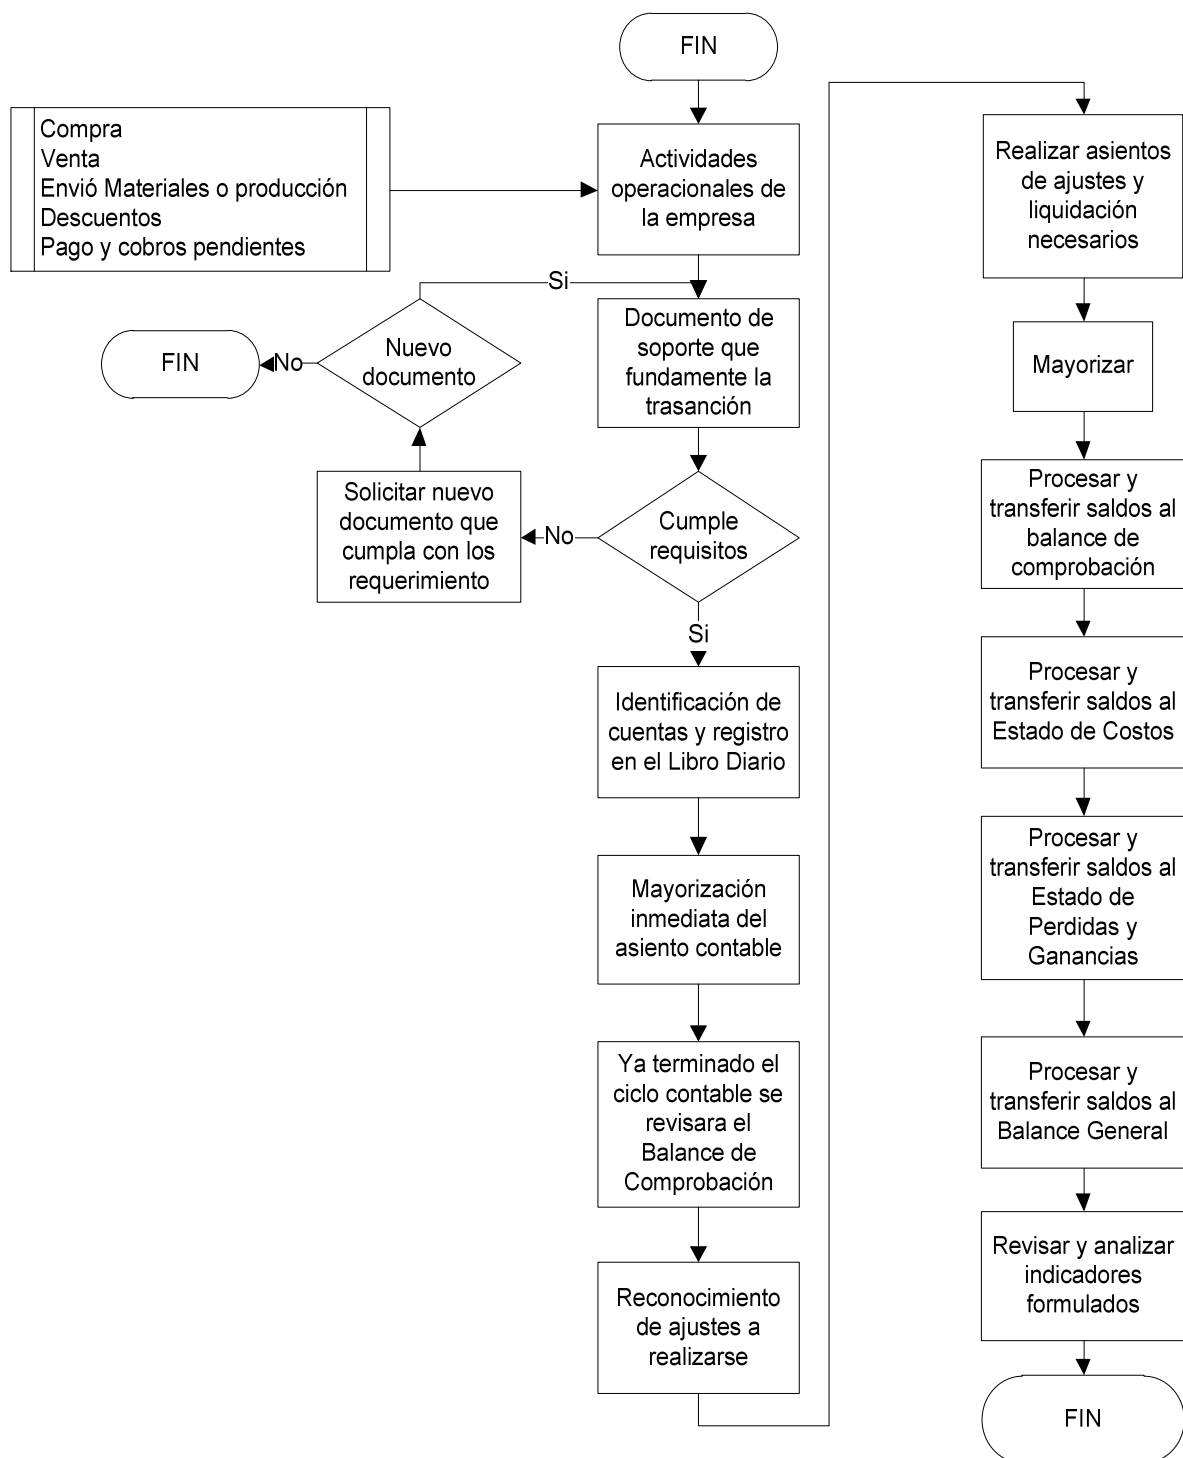 FIN
Compra
Venta
Envió Materiales o producción
Descuentos
Pago y cobros pendientes
Actividades
operacionales de
la empresa
Si
Documento de
soporte que
fundamente la
trasanción
Nuevo
documento
No
FIN
Solicitar nuevo
documento que
cumpla con los
requerimiento
No
Cumple
requisitos
Si
Identificación de
cuentas y registro
en el Libro Diario
Mayorización
inmediata del
asiento contable
Ya terminado el
ciclo contable se
revisara el
Balance de
Comprobación
Reconocimiento
de ajustes a
realizarse
Realizar asientos
de ajustes y
liquidación
necesarios
Mayorizar
Procesar y
transferir saldos al
balance de
comprobación
Procesar y
transferir saldos al
Estado de Costos
Procesar y
transferir saldos al
Estado de
Perdidas y
Ganancias
Procesar y
transferir saldos al
Balance General
Revisar y analizar
indicadores
formulados
FIN